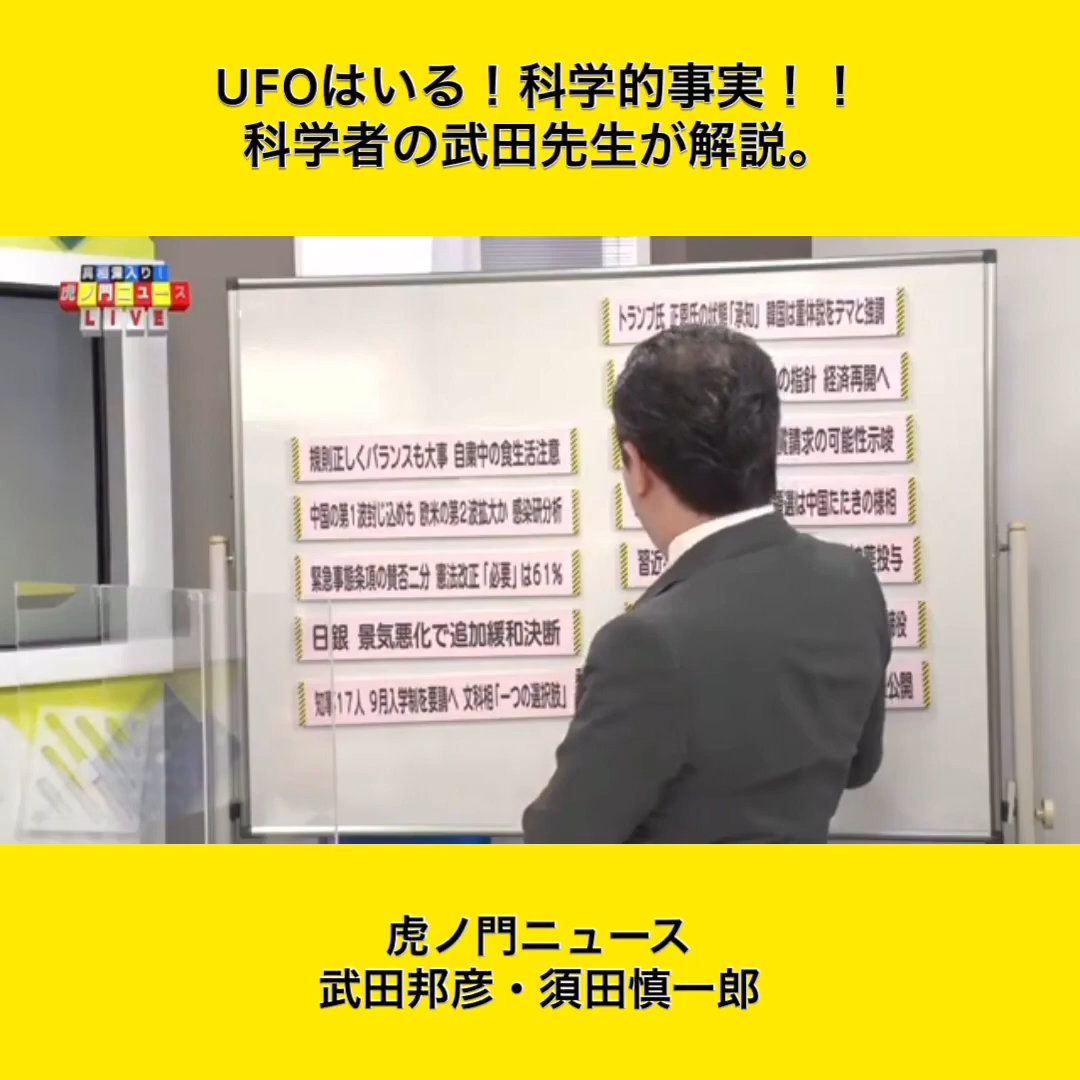 UFOはいる！科学的事実！！
科学者の武田先生が解説。
真相深入り！
虎ノ門ニュース
LIVE
トランプ氏 正恩氏の状態「承知」 韓国は重体説をデマと強調
の指針 経済再開へ
償請求の可能性示唆
選は中国たたきの様相
習近
投与
役
公開
規則正しくバランスも大事 自粛中の食生活注意
中国の第1波封じ込めも 欧米の第2波拡大か 感染研分析
緊急事態条項の賛否二分 憲法改正「必要」は61%
日銀 景気悪化で追加緩和決断
知事17人 9月入学制を要請へ 文科相「一つの選択肢」
虎ノ門ニュース
武田邦彦・須田慎一郎